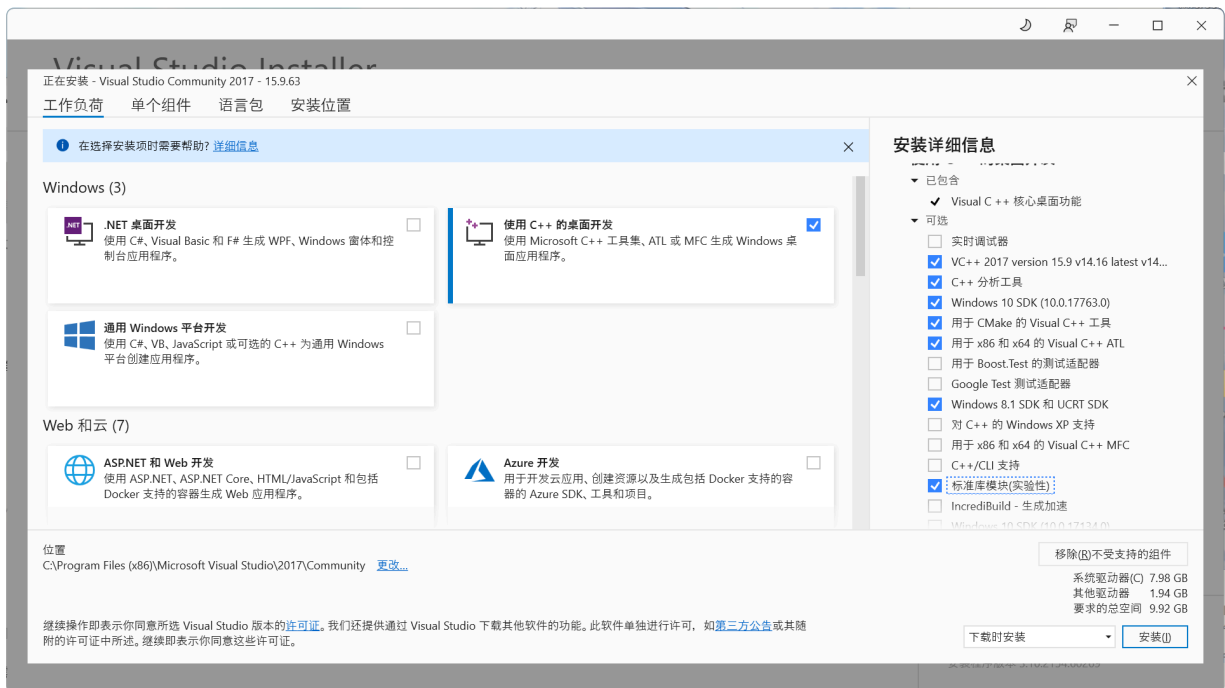 Visual Studio Installer
正在安装 - Visual Studio Community 2017 - 15.9.63
工作负荷 单个组件 语言包 安装位置
在选择安装项时需要帮助? 详细信息
Windows (3)
.NET
.NET 桌面开发
使用 C#、Visual Basic 和 F# 生成 WPF、Windows 窗体和控
制台应用程序。
使用 C++ 的桌面开发
使用 Microsoft C++ 工具集、ATL 或 MFC 生成 Windows 桌
面应用程序。
通用 Windows 平台开发
使用 C#、VB、JavaScript 或可选的 C++ 为通用 Windows
平台创建应用程序。
Web 和云 (7)
ASP.NET 和 Web 开发
使用 ASP.NET、ASP.NET Core、HTML/JavaScript 和包括
Docker 支持的容器生成 Web 应用程序。
Azure 开发
用于开发云应用、创建资源以及生成包括 Docker 支持的容
器的 Azure SDK、工具和项目。
安装详细信息
使用 C++ 的桌面开发
已包含
Visual C ++ 核心桌面功能
可选
实时调试器
VC++ 2017 version 15.9 v14.16 latest v14...
C++ 分析工具
Windows 10 SDK (10.0.17763.0)
用于 CMake 的 Visual C++ 工具
用于 x86 和 x64 的 Visual C++ ATL
用于 Boost.Test 的测试适配器
Google Test 测试适配器
Windows 8.1 SDK 和 UCRT SDK
对 C++ 的 Windows XP 支持
用于 x86 和 x64 的 Visual C++ MFC
C++/CLI 支持
标准库模块(实验性)
IncrediBuild - 生成加速
Windows 10 SDK (10.0.17134.0)
位置
C:\Program Files (x86)\Microsoft Visual Studio\2017\Community 更改...
移除(R)不受支持的组件
系统驱动器(C) 7.98 GB
其他驱动器 1.94 GB
要求的总空间 9.92 GB
继续操作即表示你同意所选 Visual Studio 版本的许可证。我们还提供通过 Visual Studio 下载其他软件的功能。此软件单独进行许可，如第三方公告或其随
附的许可证中所述。继续即表示你同意这些许可证。
下载时安装
安装(I)